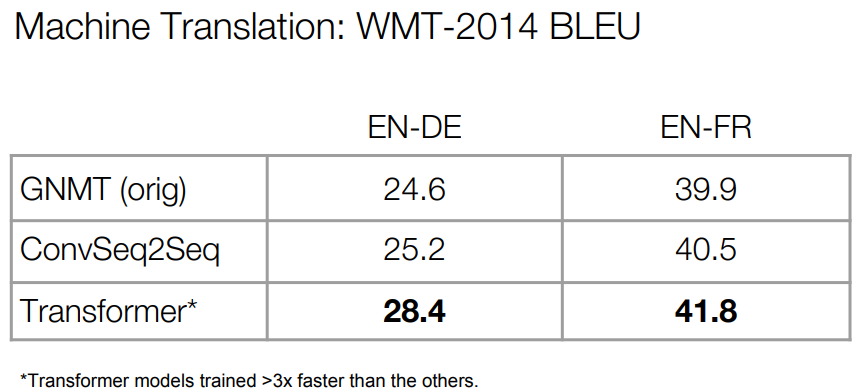 Machine Translation: WMT-2014 BLEU
EN-DE EN-FR
GNMT (orig) 24.6 39.9
ConvSeq2Seq 25.2 40.5
Transformer* 28.4 41.8
*Transformer models trained >3x faster than the others.